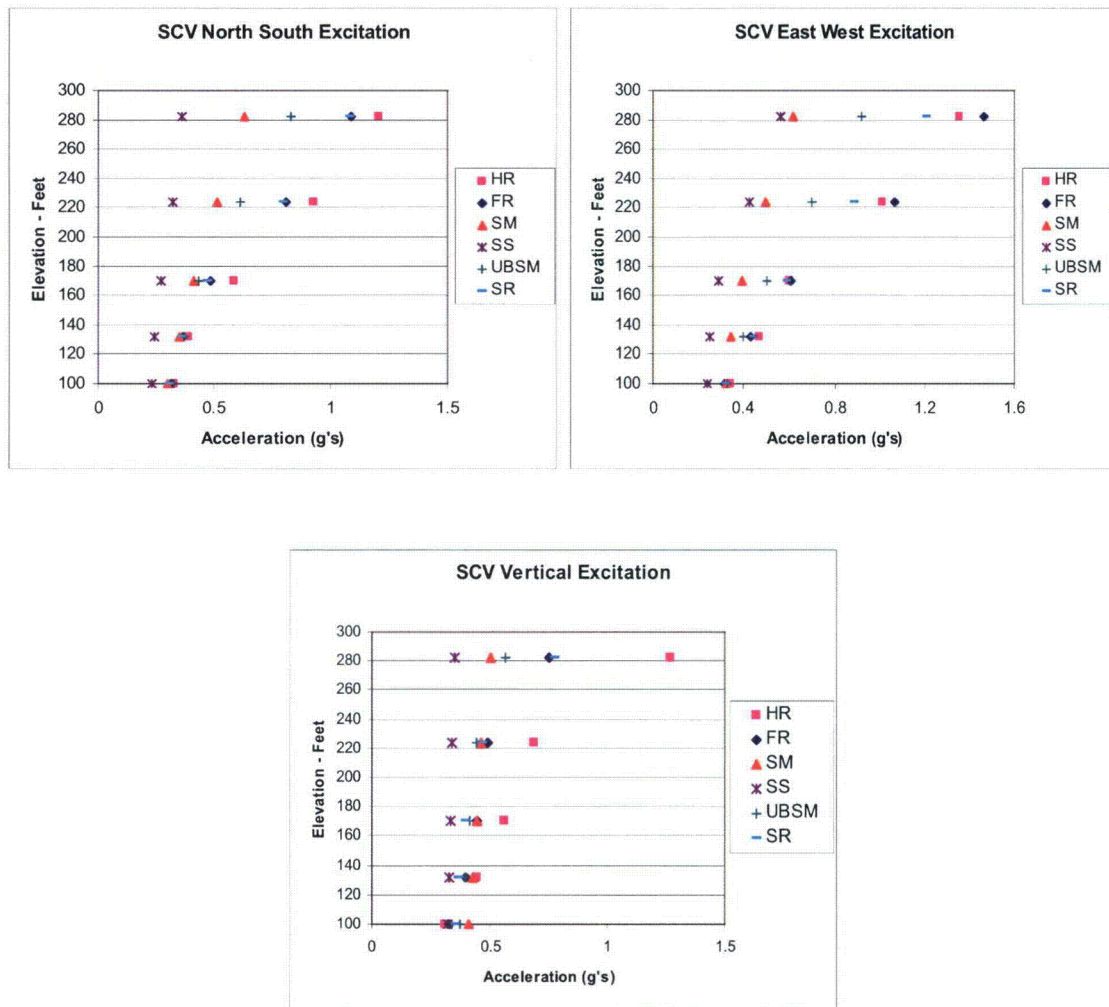 SCV North South Excitation
300
280
260
240
220
200
180
160
140
120
100
Elevation - Feet
0
0.5
1
1.5
Acceleration (g's)
HR
FR
SM
SS
UBSM
SR
SCV East West Excitation
300
280
260
240
220
200
180
160
140
120
100
Elevation - Feet
0
0.4
0.8
1.2
1.6
Acceleration (g's)
HR
FR
SM
SS
UBSM
SR
SCV Vertical Excitation
300
280
260
240
220
200
180
160
140
120
100
Elevation - Feet
0
0.5
1
1.5
Acceleration (g's)
HR
FR
SM
SS
UBSM
SR